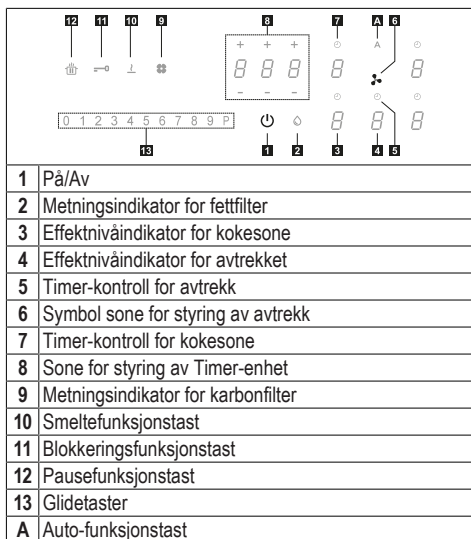 12 11 10 9 8 7 A 6
+ + + A
8 8 8 8 8
- - -
0 1 2 3 4 5 6 7 8 9 P 8 8 8
13 1 2 3 4 5
1 På/Av
2 Metningsindikator for fettfilter
3 Effektnivåindikator for kokesone
4 Effektnivåindikator for avtrekket
5 Timer-kontroll for avtrekk
6 Symbol sone for styring av avtrekk
7 Timer-kontroll for kokesone
8 Sone for styring av Timer-enhet
9 Metningsindikator for karbonfilter
10 Smeltefunksjonstast
11 Blokkeringsfunksjonstast
12 Pausefunksjonstast
13 Glidetaster
A Auto-funksjonstast